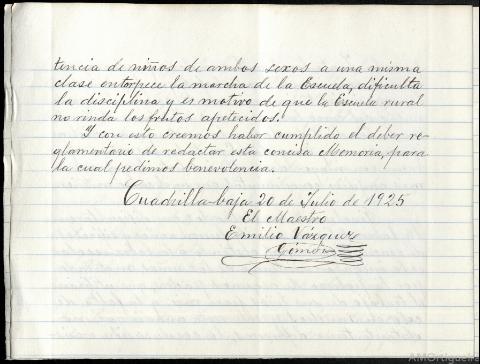 tencia de niños de ambos sexos a una misma
clase entorpece la marcha de la Escuela, dificulta
la disciplina y es motivo de que la Escuela rural
no rinda los frutos apetecidos.
Y con esto creemos haber cumplido el deber re-
glamentario de redactar esta concisa Memoria, para
la cual pedimos benevolencia.
Cuadrilla-baja 20 de Julio de 1925
El Maestro
Emilio Vázquez
Gómez